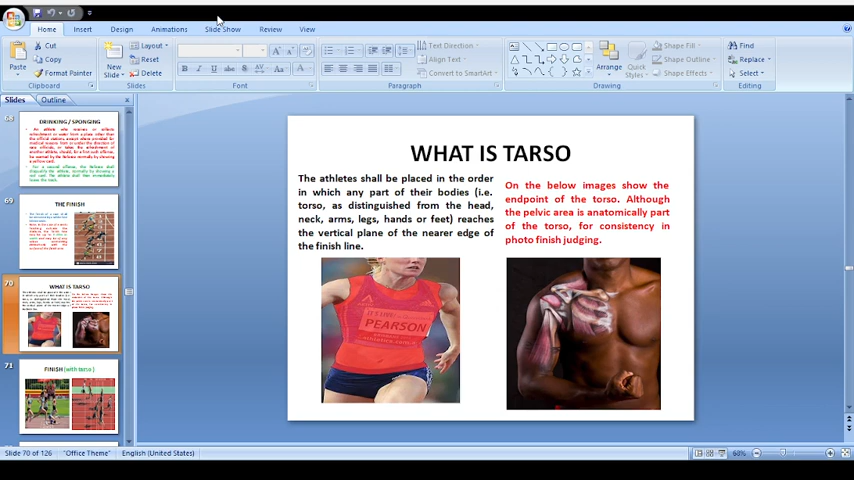 Home Insert Design Animations Slide Show Review View
Paste Cut Copy Format Painter Clipboard
New Slide Layout Reset Delete Slides
Font
Text Direction Align Text Convert to SmartArt Paragraph
Arrange Quick Styles Shape Fill Shape Outline Shape Effects Drawing
Find Replace Select Editing
Slides Outline
68
DRINKING / SPONGING
69
THE FINISH
70
WHAT IS TARSO
71
FINISH (with tarso)
WHAT IS TARSO
The athletes shall be placed in the order
in which any part of their bodies (i.e.
torso, as distinguished from the head,
neck, arms, legs, hands or feet) reaches
the vertical plane of the nearer edge of
the finish line.
On the below images show the
endpoint of the torso. Although
the pelvic area is anatomically part
of the torso, for consistency in
photo finish judging.
PEARSON
Slide 70 of 126 "Office Theme" English (United States) 68%